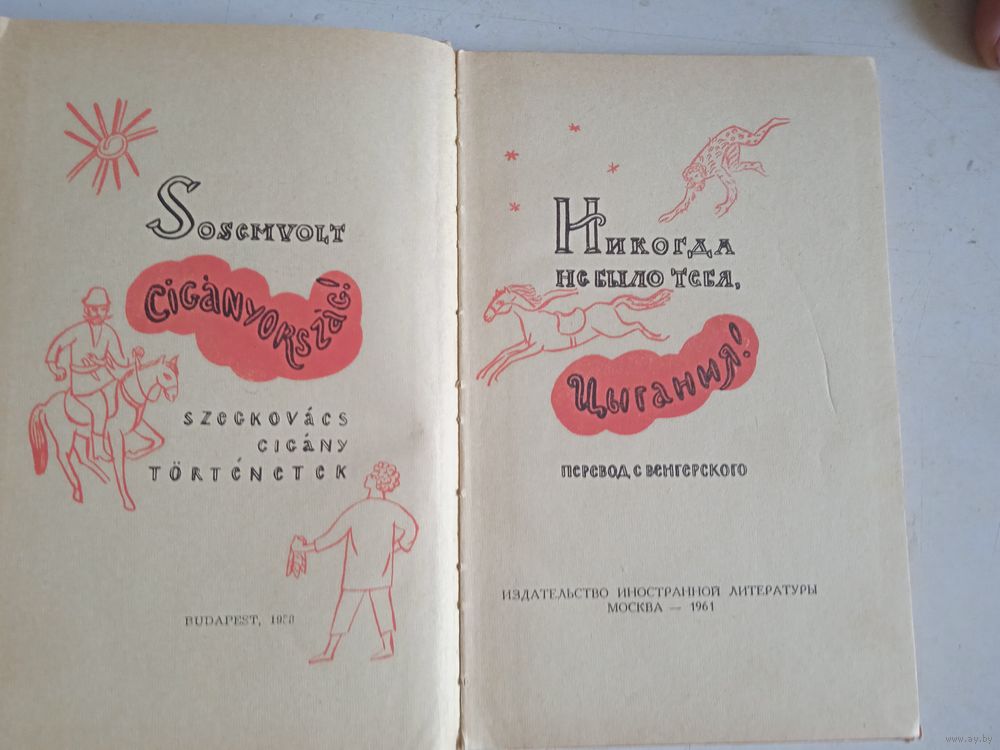 Sosemvolt
Cigányország!
SZEGKOVÁCS
CIGÁNY
TÖRTÉNETEK
BUDAPEST,
Никогда
не было тебя,
Цыгания!
перевод с венгерского
ИЗДАТЕЛЬСТВО ИНОСТРАННОЙ ЛИТЕРАТУРЫ
МОСКВА — 1961
www.ay.by